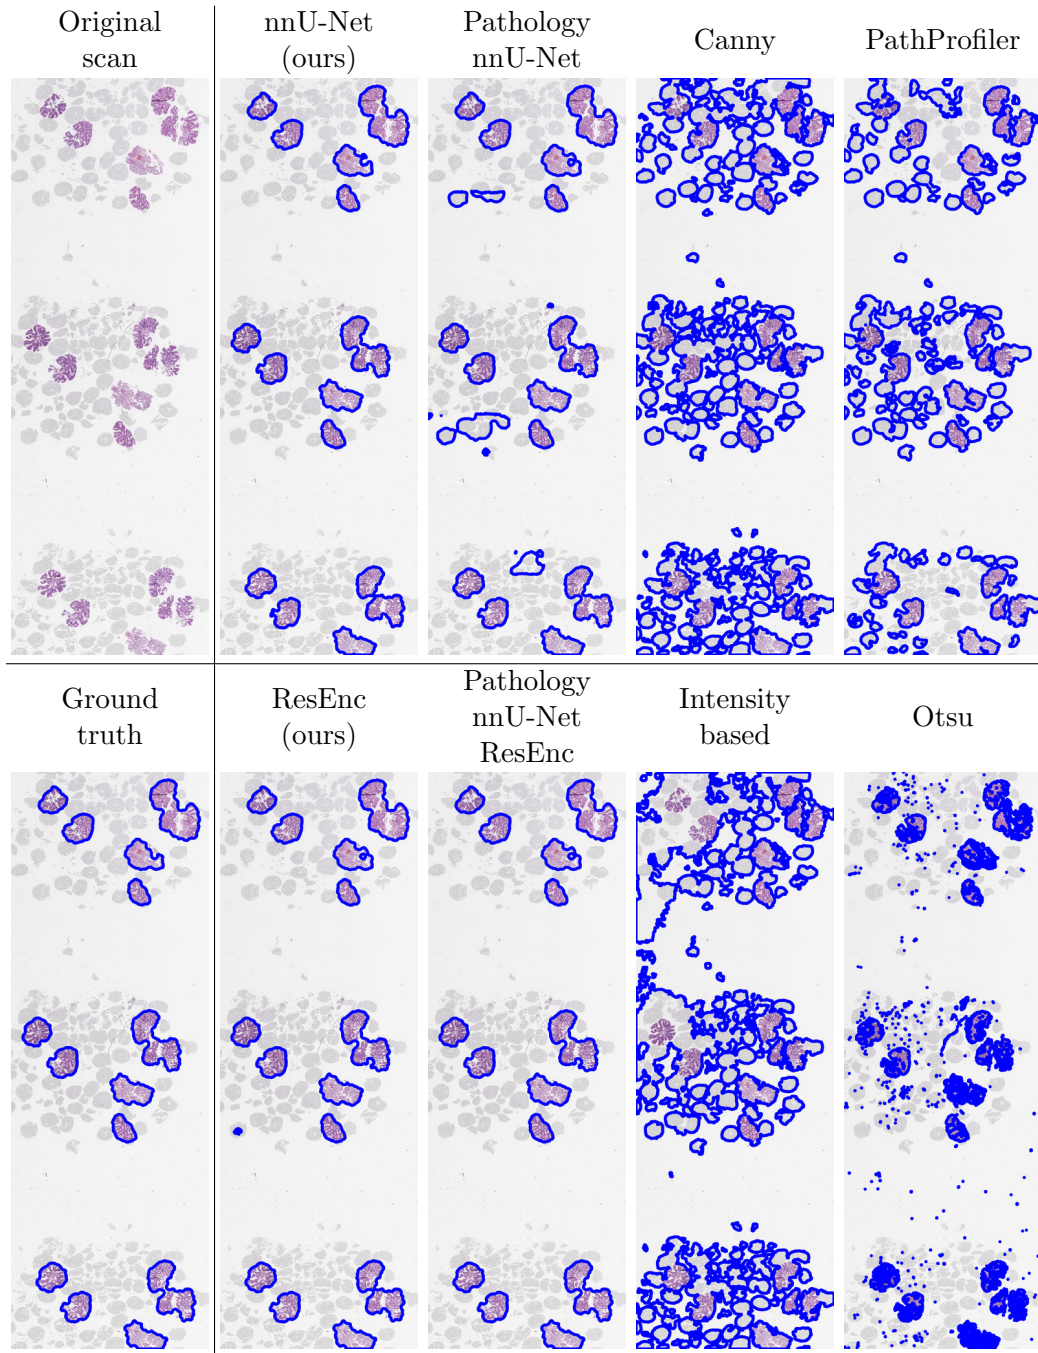 Original
scan
nnU-Net
(ours)
Pathology
nnU-Net
Canny
PathProfiler
Ground
truth
ResEnc
(ours)
Pathology
nnU-Net
ResEnc
Intensity
based
Otsu